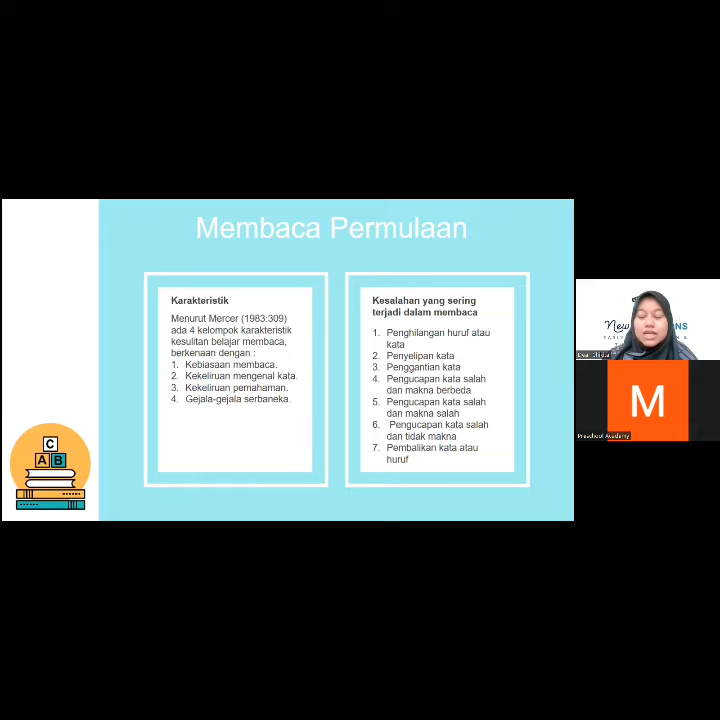 Membaca Permulaan
Karakteristik
Menurut Mercer (1983:309)
ada 4 kelompok karakteristik
kesulitan belajar membaca,
berkenaan dengan :
1. Kebiasaan membaca.
2. Kekeliruan mengenal kata.
3. Kekeliruan pemahaman.
4. Gejala-gejala serbaneka.
Kesalahan yang sering
terjadi dalam membaca
1. Penghilangan huruf atau
kata
2. Penyelipan kata
3. Penggantian kata
4. Pengucapan kata salah
dan makna berbeda
5. Pengucapan kata salah
dan makna salah
6. Pengucapan kata salah
dan tidak makna
7. Pembalikan kata atau
huruf
C
A B
New
NS
M
Preschool Academy